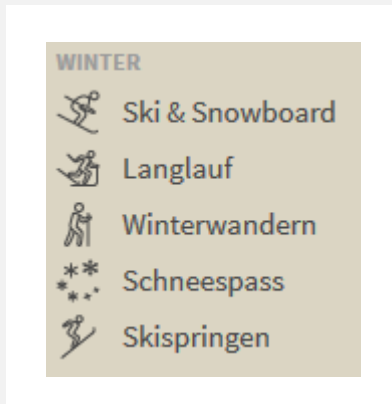 WINTER
Ski & Snowboard
Langlauf
Winterwandern
Schneespass
Skispringen